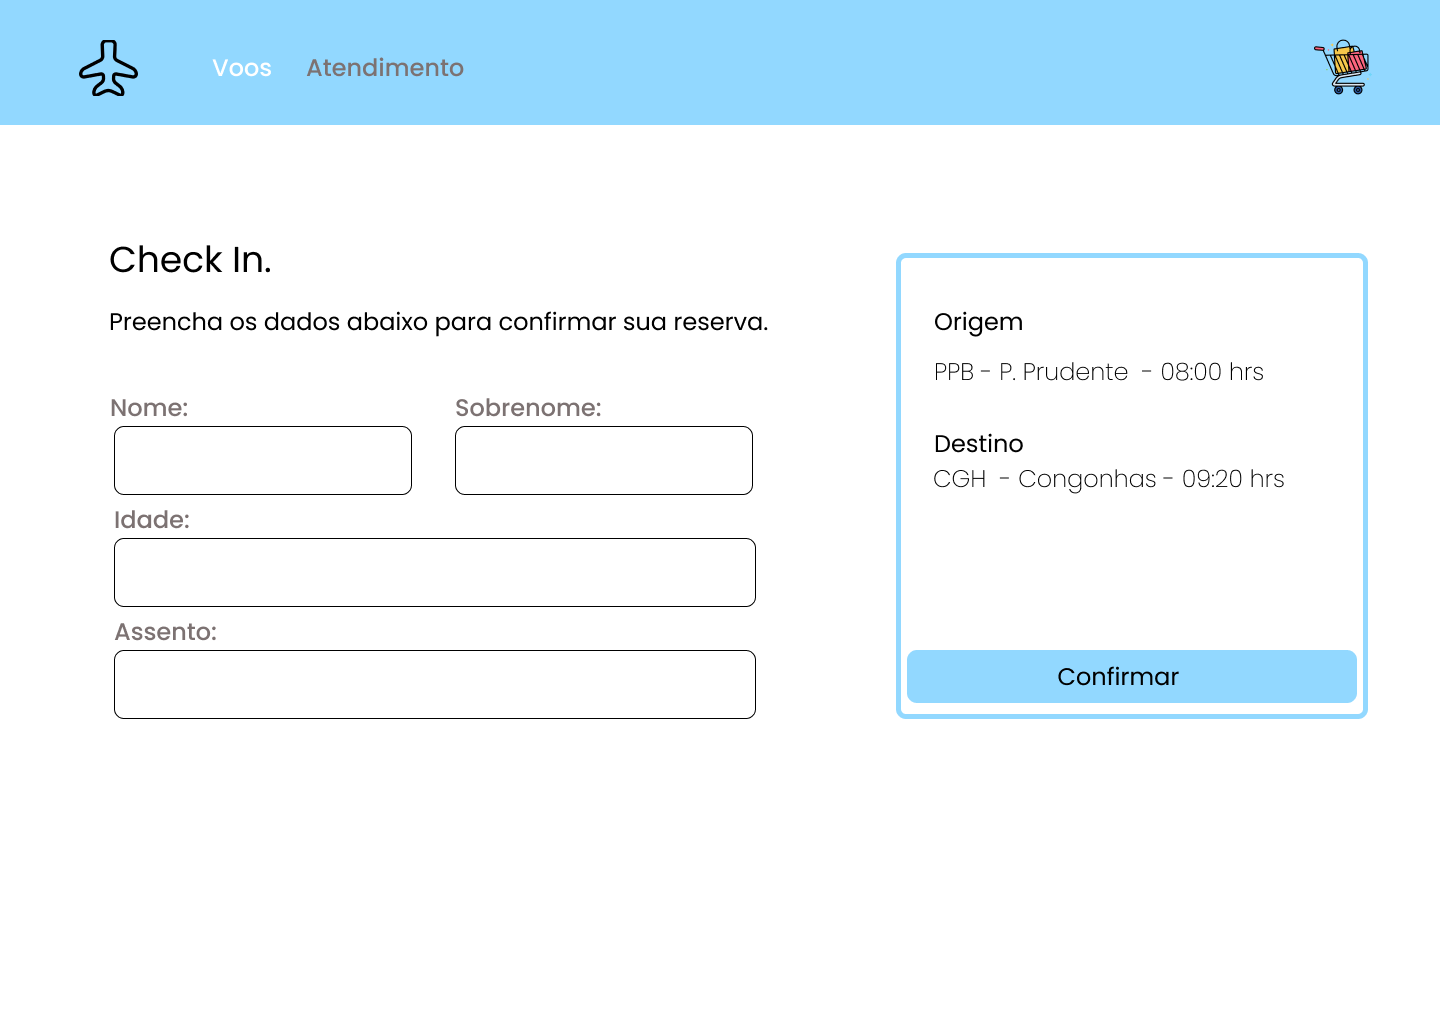 Voos Atendimento
Check In.
Preencha os dados abaixo para confirmar sua reserva.
Nome: Sobrenome:
Idade:
Assento:
Origem
PPB - P. Prudente - 08:00 hrs
Destino
CGH - Congonhas - 09:20 hrs
Confirmar